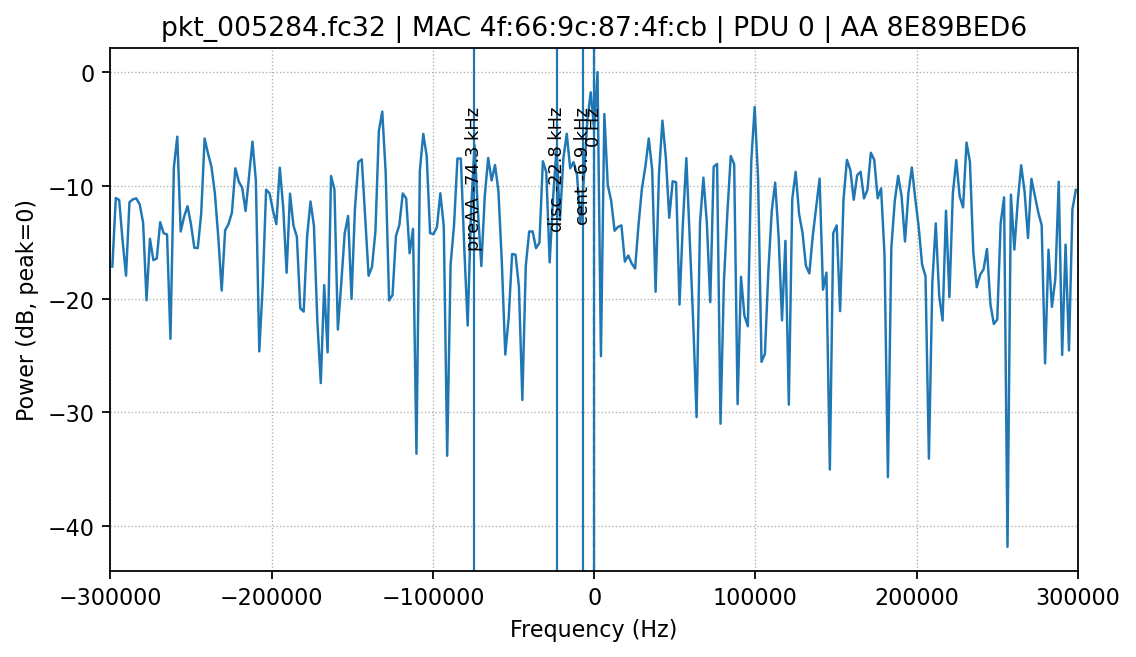 pkt_005284.fc32 | MAC 4f:66:9c:87:4f:cb | PDU 0 | AA 8E89BED6
Power (dB, peak=0)
0
−10
−20
−30
−40
preAA -74.3 kHz
disc -22.8 kHz
cent -6.9 kHz
0 Hz
−300000
−200000
−100000
0
100000
200000
300000
Frequency (Hz)